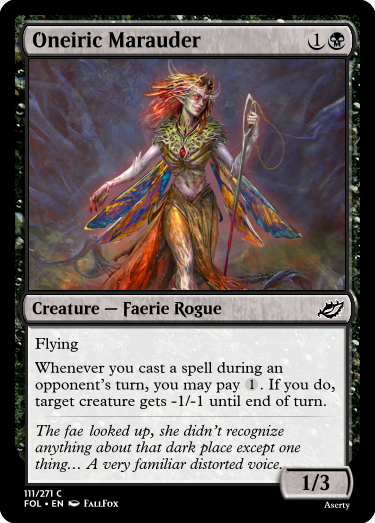 Oneiric Marauder 1
Creature — Faerie Rogue
Flying
Whenever you cast a spell during an
opponent's turn, you may pay 1. If you do,
target creature gets -1/-1 until end of turn.
The fae looked up, she didn't recognize
anything about that dark place except one
thing... A very familiar distorted voice.
1/3
111/271 C
FOL • EN FALLFOX
Aserty